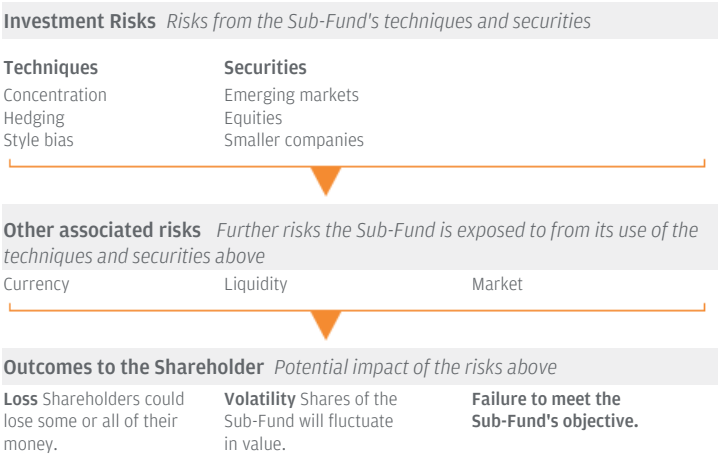 Investment Risks Risks from the Sub-Fund's techniques and securities
Techniques
Concentration
Hedging
Style bias
Securities
Emerging markets
Equities
Smaller companies
Other associated risks Further risks the Sub-Fund is exposed to from its use of the
techniques and securities above
Currency
Liquidity
Market
Outcomes to the Shareholder Potential impact of the risks above
Loss Shareholders could
lose some or all of their
money.
Volatility Shares of the
Sub-Fund will fluctuate
in value.
Failure to meet the
Sub-Fund's objective.